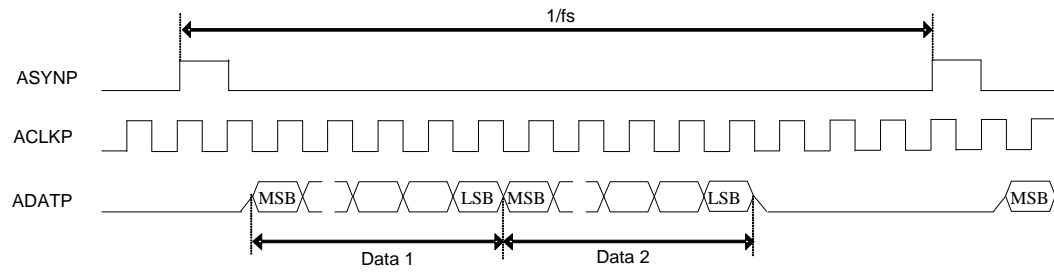 1/fs
ASYNP
ACLKP
ADATP
MSB
LSB
MSB
LSB
MSB
Data 1
Data 2